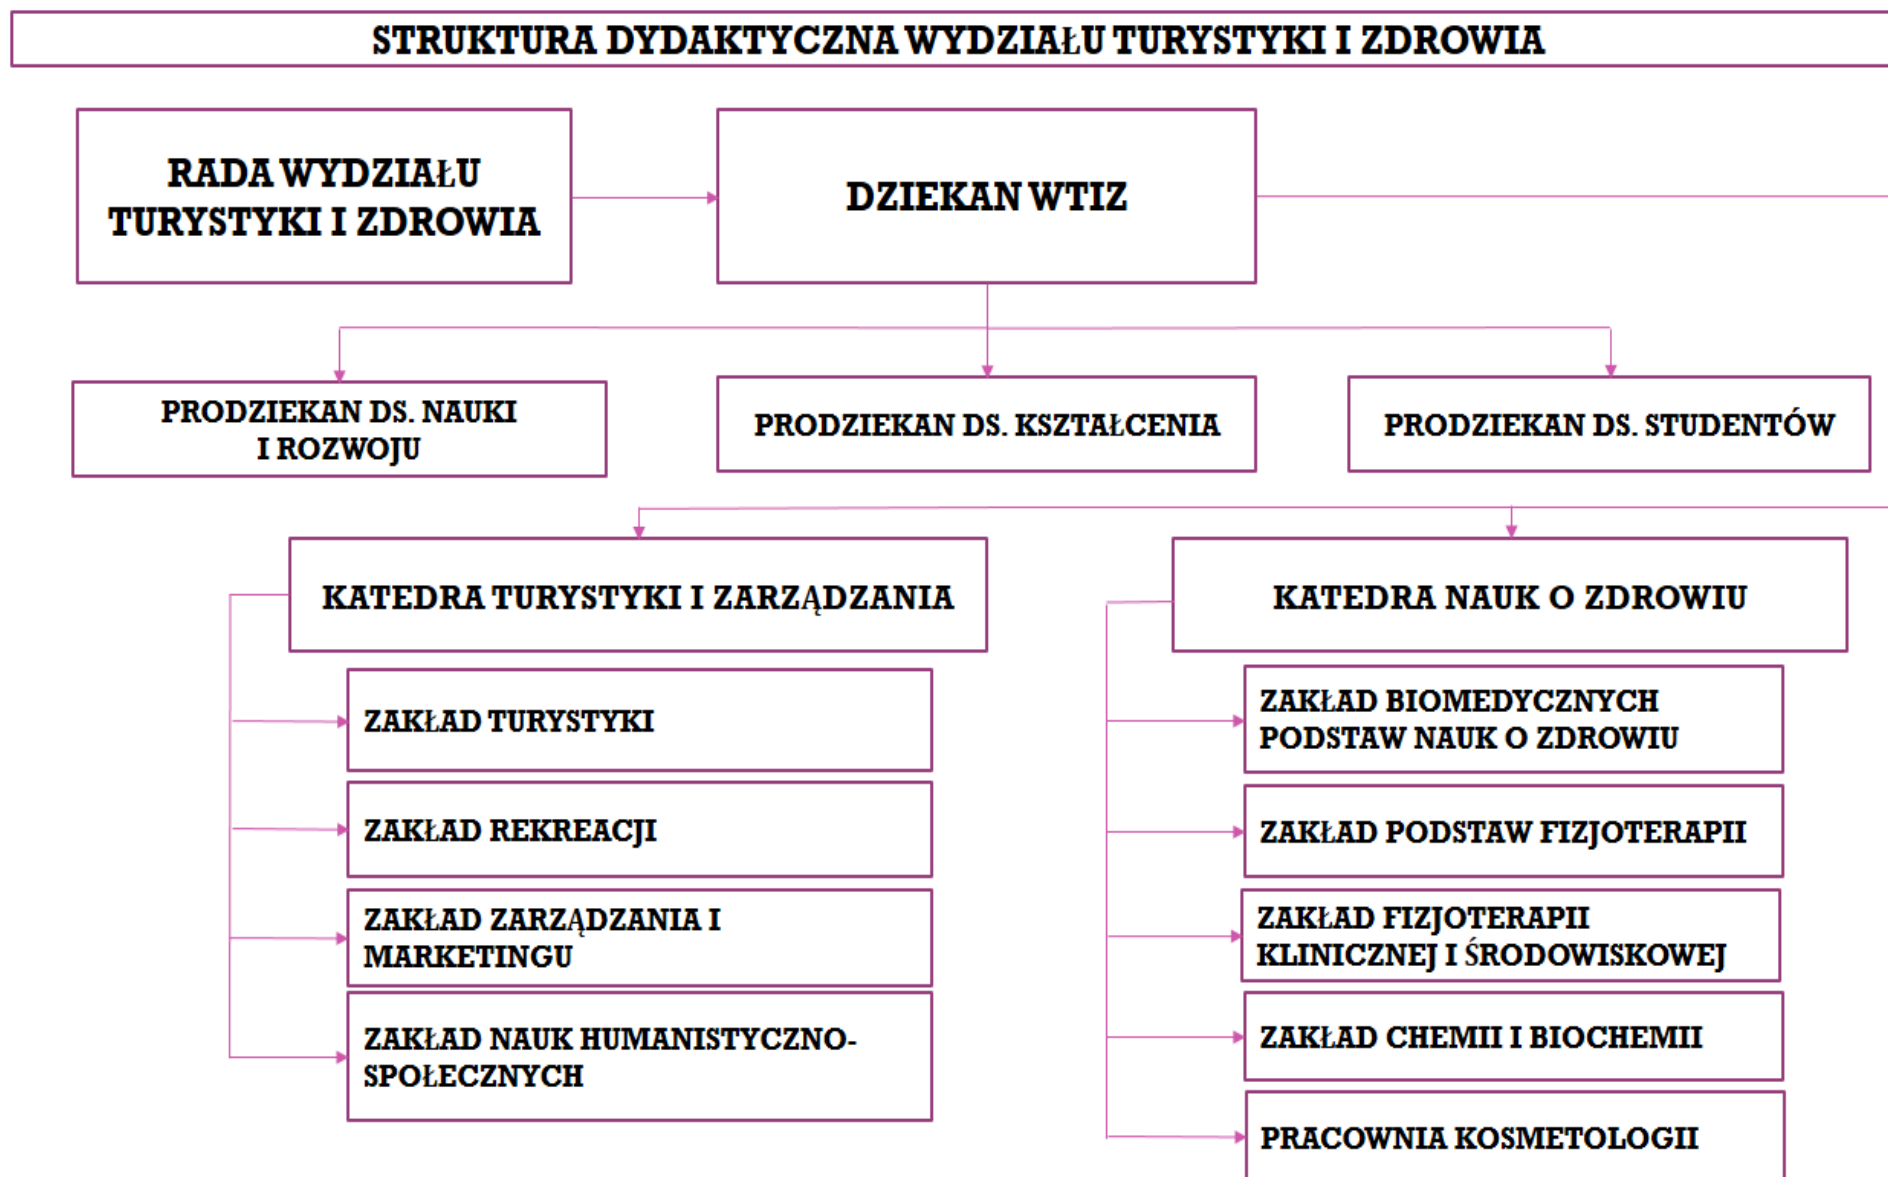 STRUKTURA DYDAKTYCZNA WYDZIAŁU TURYSTYKI I ZDROWIA
RADA WYDZIAŁU
TURYSTYKI I ZDROWIA
DZIEKAN WTIZ
PRODZIEKAN DS. NAUKI
I ROZWOJU
PRODZIEKAN DS. KSZTAŁCENIA
PRODZIEKAN DS. STUDENTÓW
KATEDRA TURYSTYKI I ZARZĄDZANIA
ZAKŁAD TURYSTYKI
ZAKŁAD REKREACJI
ZAKŁAD ZARZĄDZANIA I
MARKETINGU
ZAKŁAD NAUK HUMANISTYCZNO-
SPOŁECZNYCH
KATEDRA NAUK O ZDROWIU
ZAKŁAD BIOMEDYCZNYCH
PODSTAW NAUK O ZDROWIU
ZAKŁAD PODSTAW FIZJOTERAPII
ZAKŁAD FIZJOTERAPII
KLINICZNEJ I ŚRODOWISKOWEJ
ZAKŁAD CHEMII I BIOCHEMII
PRACOWNIA KOSMETOLOGII